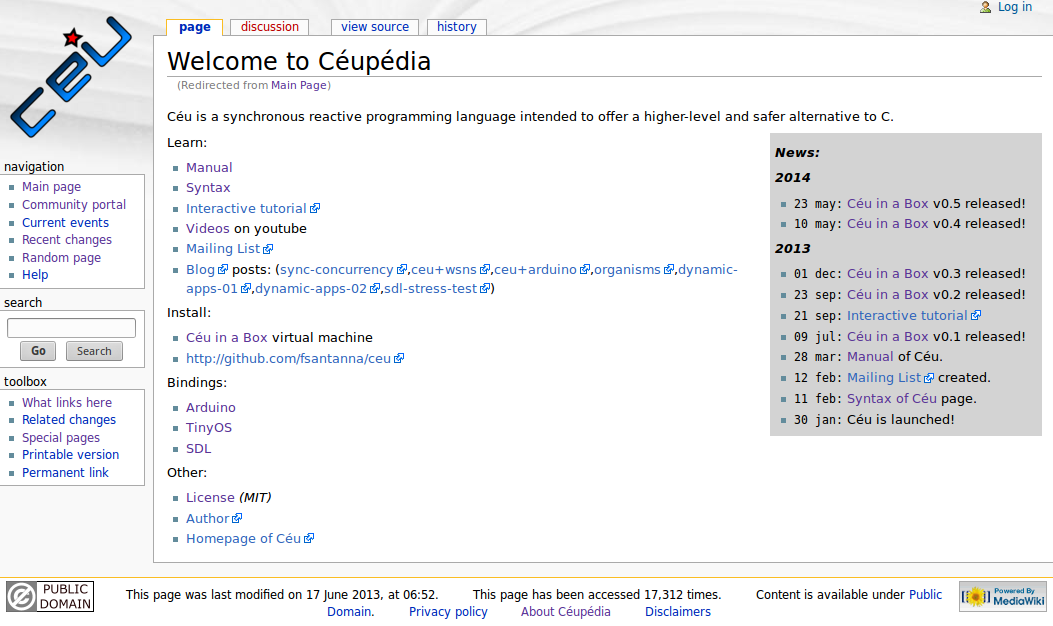 Log in
page
discussion
view source
history
CÉU
Welcome to Céupédia
(Redirected from Main Page)
Céu is a synchronous reactive programming language intended to offer a higher-level and safer alternative to C.
Learn:
Manual
Syntax
Interactive tutorial
Videos on youtube
Mailing List
Blog posts: (sync-concurrency,ceu+wsns,ceu+arduino,organisms,dynamic-
apps-01,dynamic-apps-02,sdl-stress-test)
Install:
Céu in a Box virtual machine
http://github.com/fsantanna/ceu
Bindings:
Arduino
TinyOS
SDL
Other:
License (MIT)
Author
Homepage of Céu
News:
2014
23 may: Céu in a Box v0.5 released!
10 may: Céu in a Box v0.4 released!
2013
01 dec: Céu in a Box v0.3 released!
23 sep: Céu in a Box v0.2 released!
21 sep: Interactive tutorial
09 jul: Céu in a Box v0.1 released!
28 mar: Manual of Céu.
12 feb: Mailing List created.
11 feb: Syntax of Céu page.
30 jan: Céu is launched!
navigation
Main page
Community portal
Current events
Recent changes
Random page
Help
search
Go
Search
toolbox
What links here
Related changes
Special pages
Printable version
Permanent link
PUBLIC
DOMAIN
This page was last modified on 17 June 2013, at 06:52.
This page has been accessed 17,312 times.
Content is available under Public
Domain.
Privacy policy
About Céupédia
Disclaimers
Powered By
MediaWiki